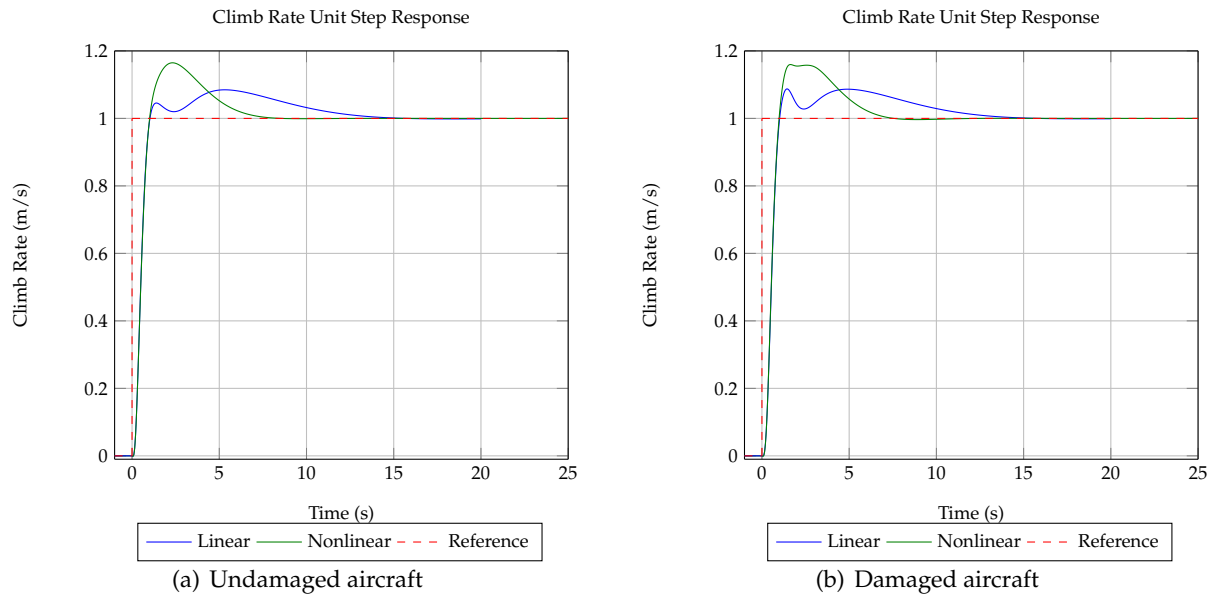 Climb Rate Unit Step Response
1.2
1
0.8
0.6
0.4
0.2
0
Climb Rate (m/s)
0 5 10 15 20 25
Time (s)
Linear Nonlinear Reference
(a) Undamaged aircraft
Climb Rate Unit Step Response
1.2
1
0.8
0.6
0.4
0.2
0
Climb Rate (m/s)
0 5 10 15 20 25
Time (s)
Linear Nonlinear Reference
(b) Damaged aircraft